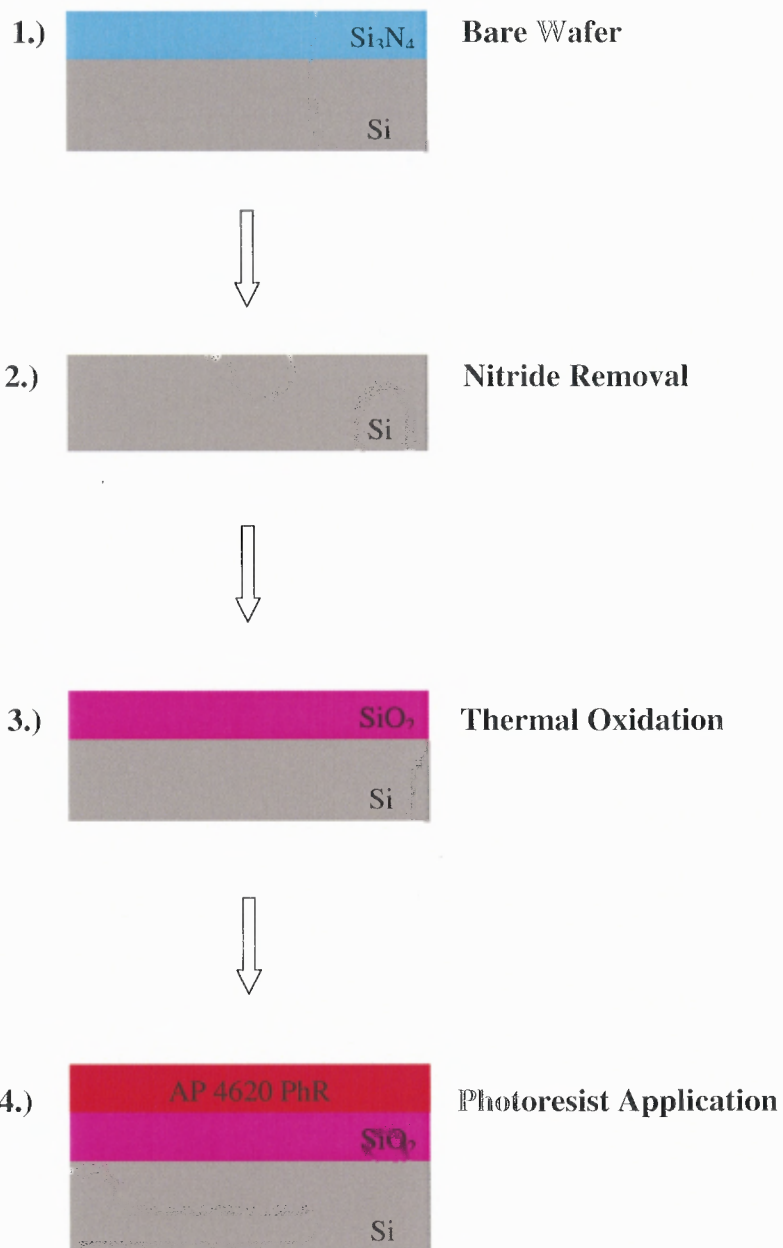 1.) Si₃N₄ Bare Wafer
Si
2.) Nitride Removal
Si
3.) SiO₂ Thermal Oxidation
Si
4.) AP 4620 PhR Photoresist Application
SiO₂
Si